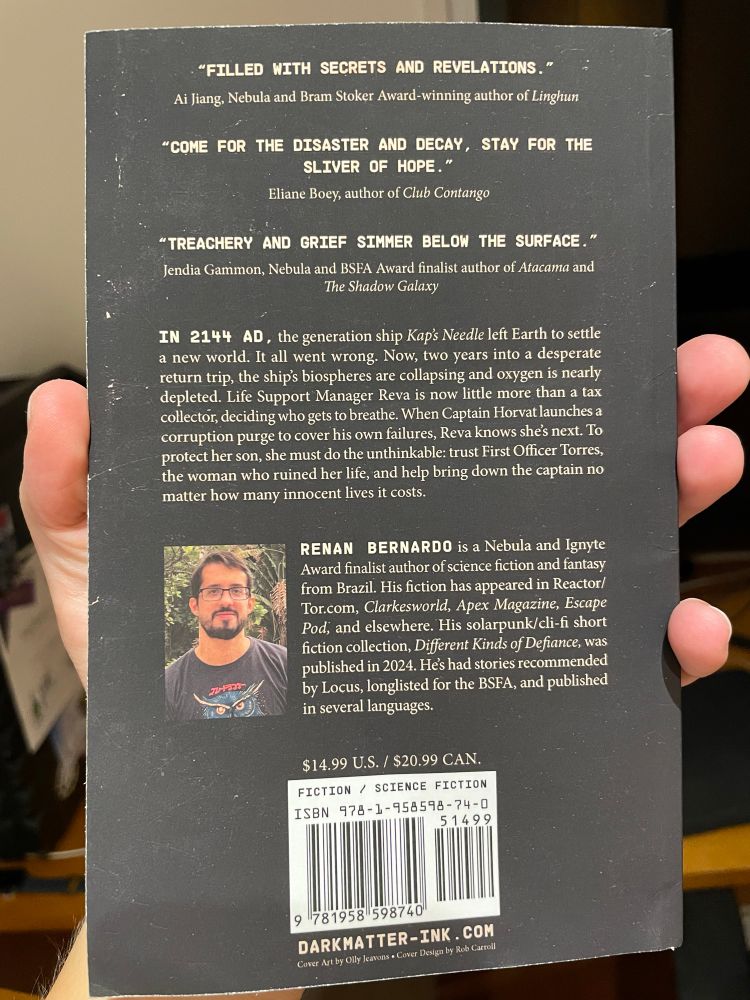 “FILLED WITH SECRETS AND REVELATIONS.”
Ai Jiang, Nebula and Bram Stoker Award-winning author of Linghun
“COME FOR THE DISASTER AND DECAY, STAY FOR THE
SLIVER OF HOPE.”
Eliane Boey, author of Club Contango
“TREACHERY AND GRIEF SIMMER BELOW THE SURFACE.”
Jendia Gammon, Nebula and BSFA Award finalist author of Atacama and
The Shadow Galaxy
IN 2144 AD, the generation ship Kap's Needle left Earth to settle
a new world. It all went wrong. Now, two years into a desperate
return trip, the ship's biospheres are collapsing and oxygen is nearly
depleted. Life Support Manager Reva is now little more than a tax
collector, deciding who gets to breathe. When Captain Horvat launches a
corruption purge to cover his own failures, Reva knows she's next. To
protect her son, she must do the unthinkable: trust First Officer Torres,
the woman who ruined her life, and help bring down the captain no
matter how many innocent lives it costs.
RENAN BERNARDO is a Nebula and Ignyte
Award finalist author of science fiction and fantasy
from Brazil. His fiction has appeared in Reactor/
Tor.com, Clarkesworld, Apex Magazine, Escape
Pod, and elsewhere. His solarpunk/cli-fi short
fiction collection, Different Kinds of Defiance, was
published in 2024. He's had stories recommended
by Locus, longlisted for the BSFA, and published
in several languages.
$14.99 U.S. / $20.99 CAN.
FICTION / SCIENCE FICTION
ISBN 978-1-958598-74-0
51499
9 781958 598740
DARKMATTER-INK.COM
Cover Art by Olly Jeavons • Cover Design by Rob Carroll